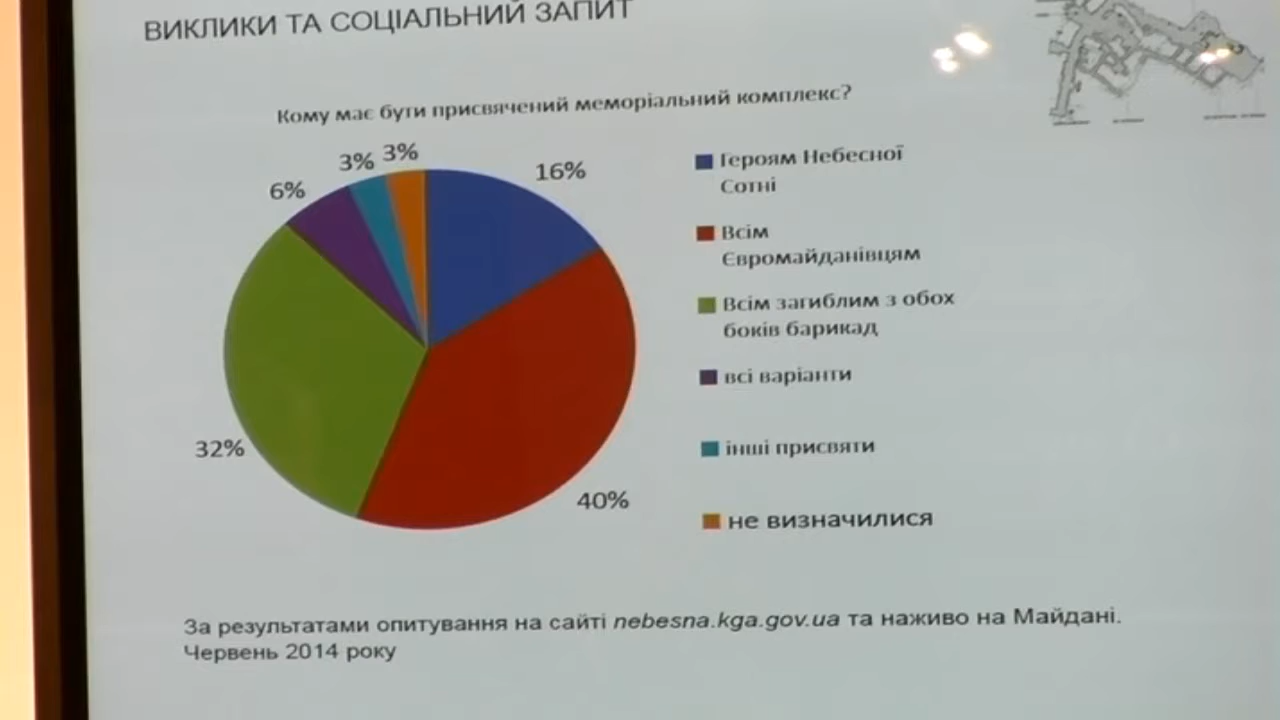 ВИКЛИКИ ТА СОЦІАЛЬНИЙ ЗАПИТ
Кому має бути присвячений меморіальний комплекс?
3%
3%
16%
6%
32%
40%
Героям Небесної
Сотні
Всім
Євромайданівцям
Всім загиблим з обох
боків барикад
всі варіанти
інші присвяти
не визначилися
За результатами опитування на сайті nebesna.kga.gov.ua та наживо на Майдані.
Червень 2014 року